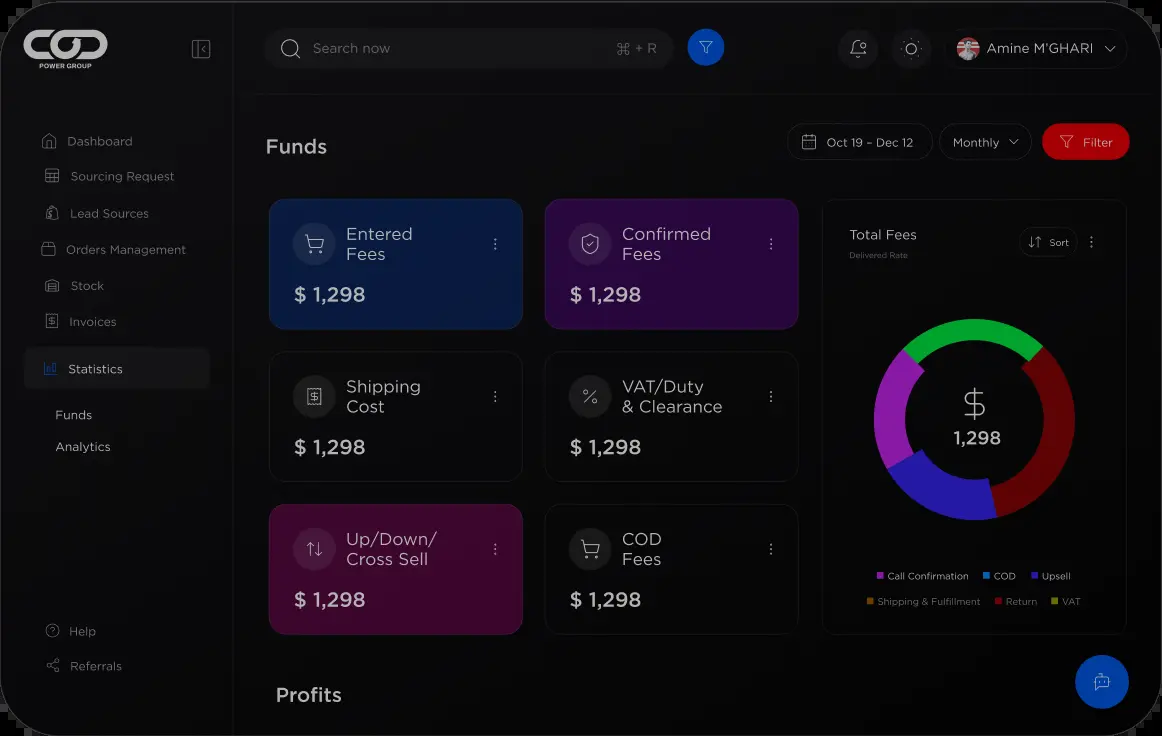 COD
POWER GROUP
Search now
⌘ + R
Amine M'GHARI
Dashboard
Sourcing Request
Lead Sources
Orders Management
Stock
Invoices
Statistics
Funds
Analytics
Help
Referrals
Funds
Oct 19 – Dec 12
Monthly
Filter
Entered
Fees
$ 1,298
Confirmed
Fees
$ 1,298
Shipping
Cost
$ 1,298
VAT/Duty
& Clearance
$ 1,298
Up/Down/
Cross Sell
$ 1,298
COD
Fees
$ 1,298
Total Fees
Delivered Rate
Sort
$
1,298
Call Confirmation COD Upsell
Shipping & Fulfillment Return VAT
Profits